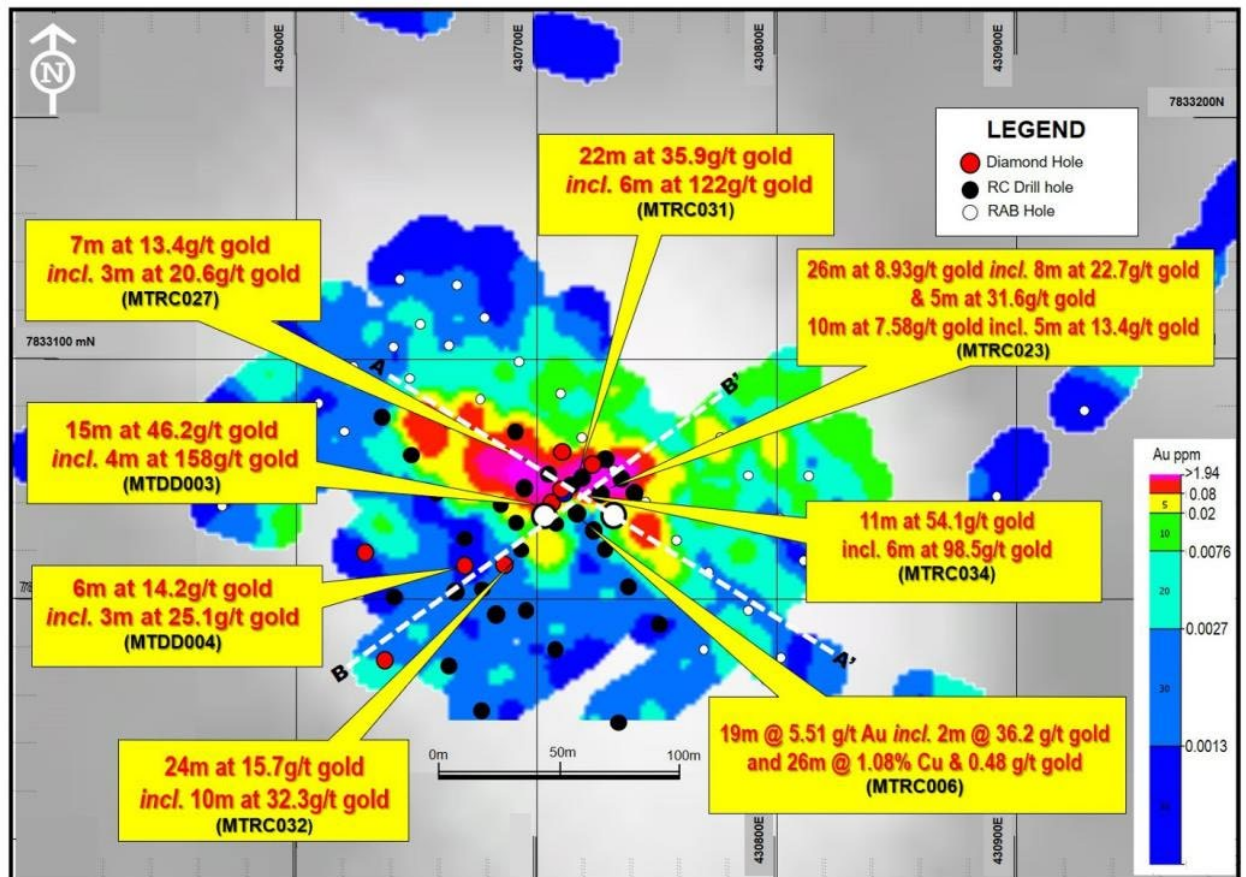 N
430600E
430700E
430800E
430900E
7833200N
LEGEND
Diamond Hole
RC Drill hole
RAB Hole
22m at 35.9g/t gold
incl. 6m at 122g/t gold
(MTRC031)
7m at 13.4g/t gold
incl. 3m at 20.6g/t gold
(MTRC027)
26m at 8.93g/t gold incl. 8m at 22.7g/t gold
& 5m at 31.6g/t gold
10m at 7.58g/t gold incl. 5m at 13.4g/t gold
(MTRC023)
7833100 mN
A
B'
15m at 46.2g/t gold
incl. 4m at 158g/t gold
(MTDD003)
Au ppm
>1.94
0.08
5
0.02
10
0.0076
20
0.0027
30
0.0013
11m at 54.1g/t gold
incl. 6m at 98.5g/t gold
(MTRC034)
6m at 14.2g/t gold
incl. 3m at 25.1g/t gold
(MTDD004)
B
A'
19m @ 5.51 g/t Au incl. 2m @ 36.2 g/t gold
and 26m @ 1.08% Cu & 0.48 g/t gold
(MTRC006)
24m at 15.7g/t gold
incl. 10m at 32.3g/t gold
(MTRC032)
0m
50m
100m
430800E
430900E